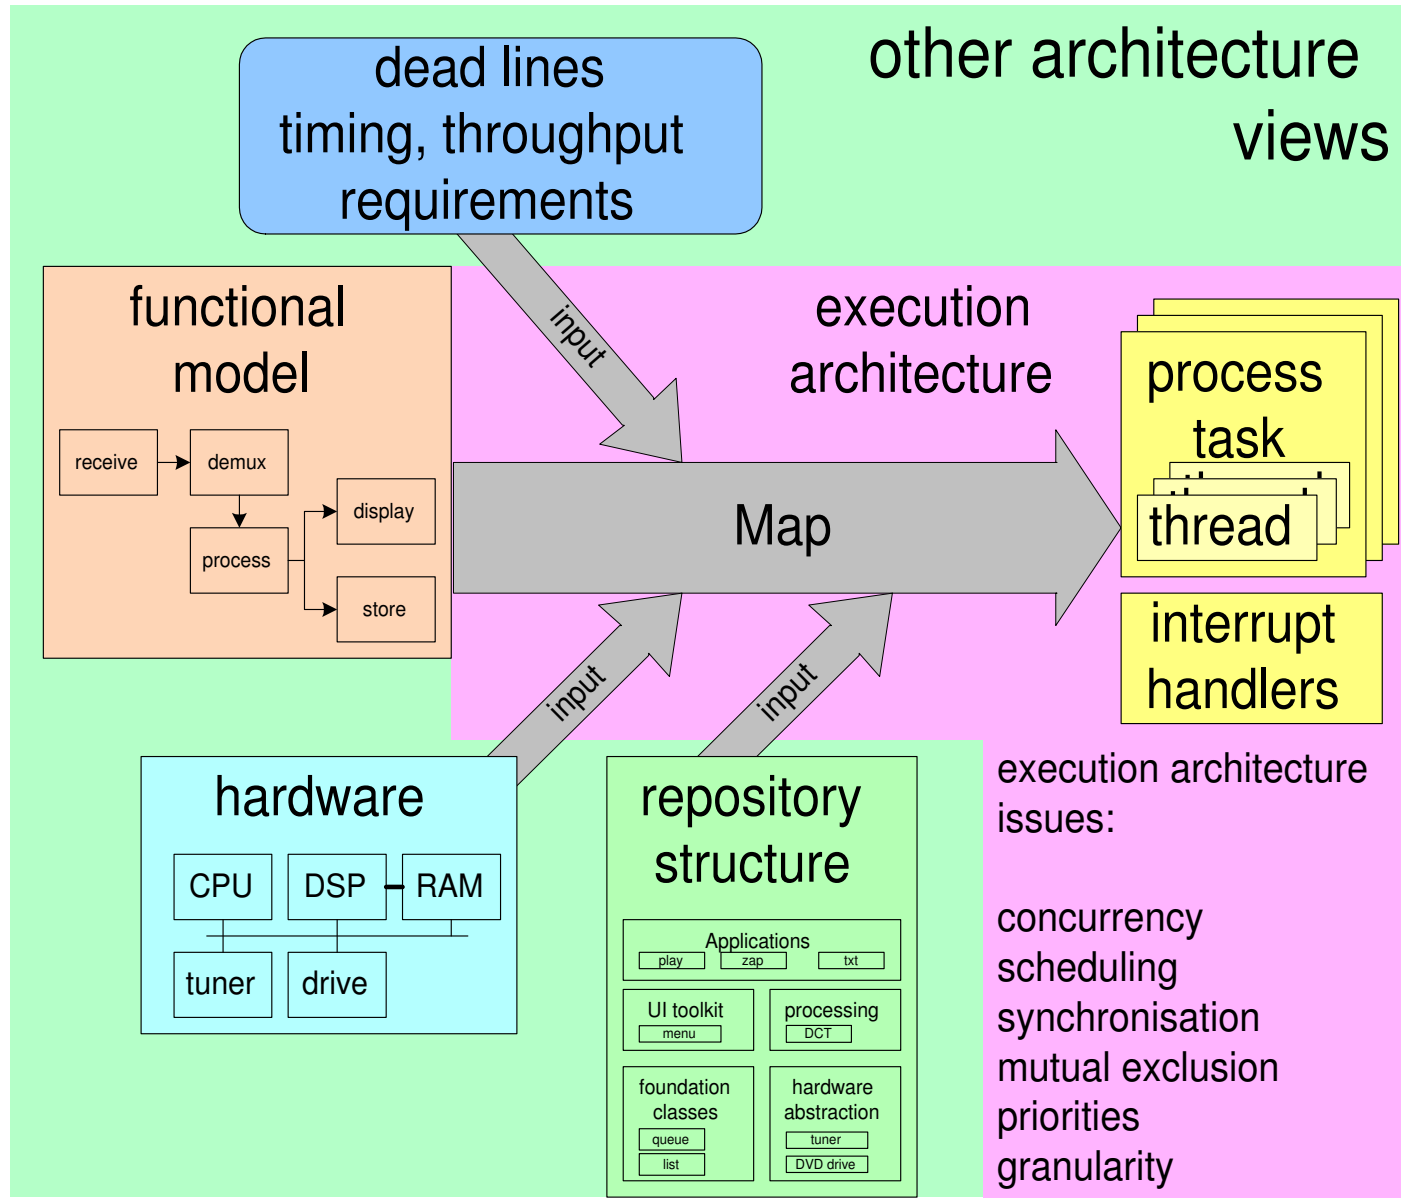 other architecture
views
dead lines
timing, throughput
requirements
input
functional
model
receive
demux
process
display
store
execution
architecture
Map
process
task
thread
thread
thread
interrupt
handlers
input
input
hardware
CPU
DSP
RAM
tuner
drive
repository
structure
Applications
play
zap
txt
UI toolkit
menu
processing
DCT
foundation
classes
queue
list
hardware
abstraction
tuner
DVD drive
execution architecture
issues:
concurrency
scheduling
synchronisation
mutual exclusion
priorities
granularity